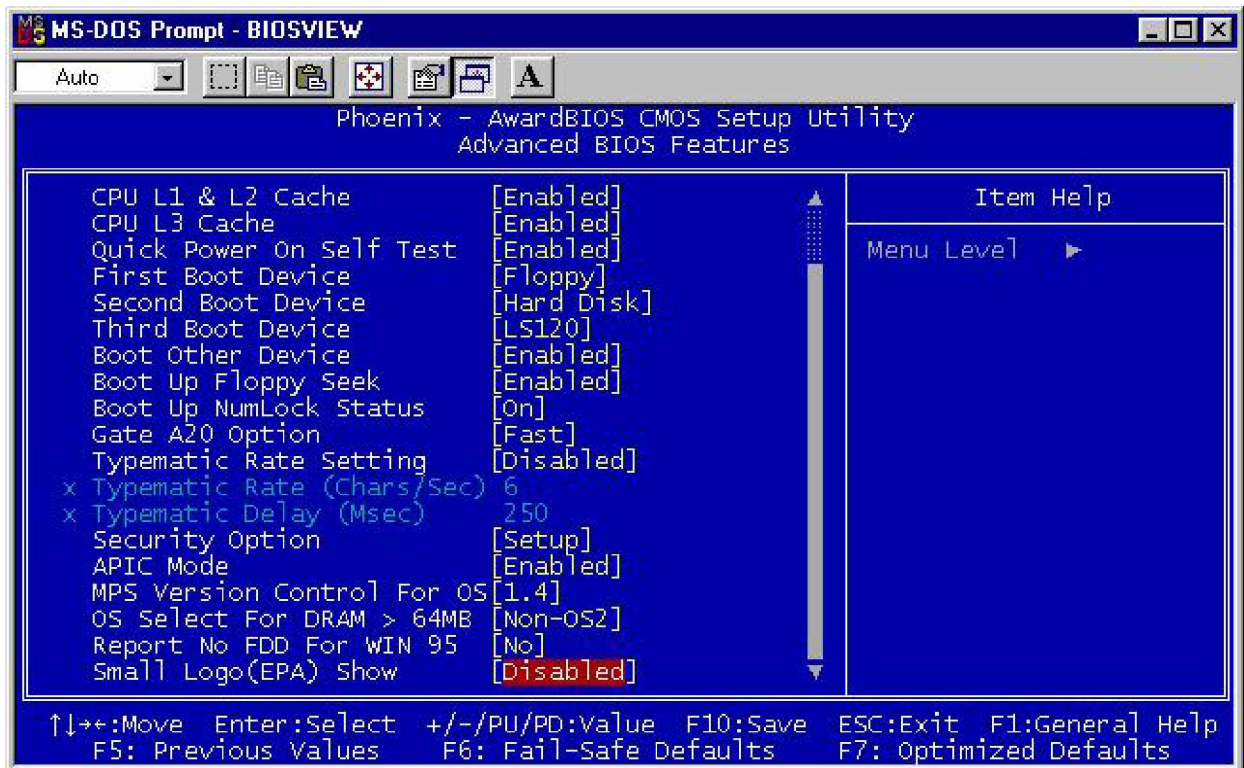 MS-DOS Prompt - BIOSVIEW
Auto
A
Phoenix - AwardBIOS CMOS Setup Utility
Advanced BIOS Features
CPU L1 & L2 Cache [Enabled]
CPU L3 Cache [Enabled]
Quick Power On Self Test [Enabled]
First Boot Device [Floppy]
Second Boot Device [Hard Disk]
Third Boot Device [LS120]
Boot Other Device [Enabled]
Boot Up Floppy Seek [Enabled]
Boot Up NumLock Status [On]
Gate A20 Option [Fast]
Typematic Rate Setting [Disabled]
x Typematic Rate (Chars/Sec) 6
x Typematic Delay (Msec) 250
Security Option [Setup]
APIC Mode [Enabled]
MPS Version Control For OS[1.4]
OS Select For DRAM > 64MB [Non-OS2]
Report No FDD For WIN 95 [No]
Small Logo(EPA) Show [Disabled]
Item Help
Menu Level ►
↑↓→←:Move Enter:Select +/-/PU/PD:Value F10:Save ESC:Exit F1:General Help
F5: Previous Values F6: Fail-Safe Defaults F7: Optimized Defaults